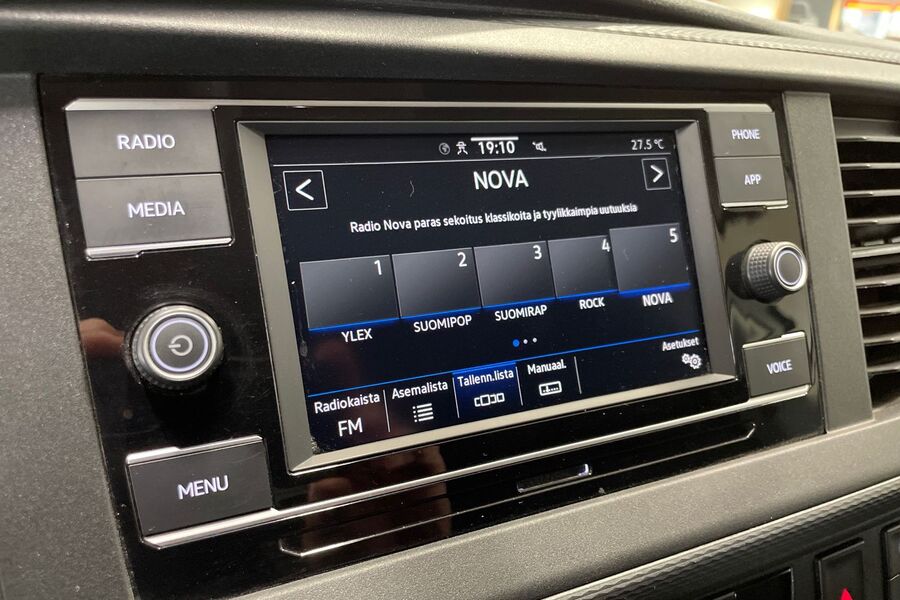 RADIO
MEDIA
MENU
19:10
27.5 °C
<
NOVA
>
Radio Nova paras sekoitus klassikoita ja tyylikkaimpia uutuuksia
1
2
3
4
5
YLEX
SUOMIPOP
SUOMIRAP
ROCK
NOVA
Asetukset
Radiokaista
FM
Asemalista
Tallenn.lista
Manuaal.
PHONE
APP
VOICE